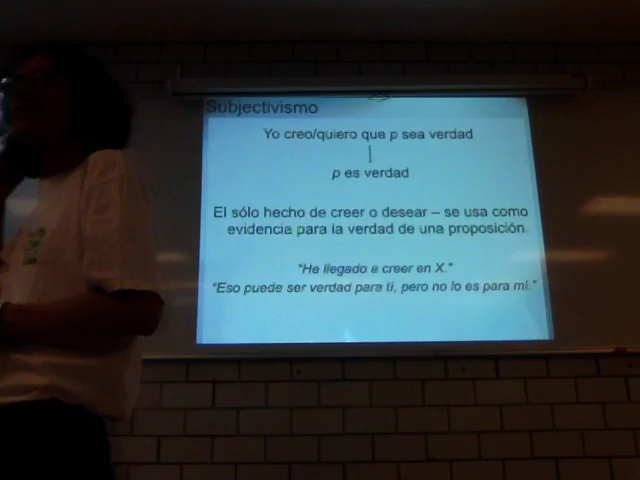 Subjectivismo
Yo creo/quiero que p sea verdad
p es verdad
El sólo hecho de creer o desear – se usa como
evidencia para la verdad de una proposición.
"He llegado a creer en X."
"Eso puede ser verdad para ti, pero no lo es para mí."